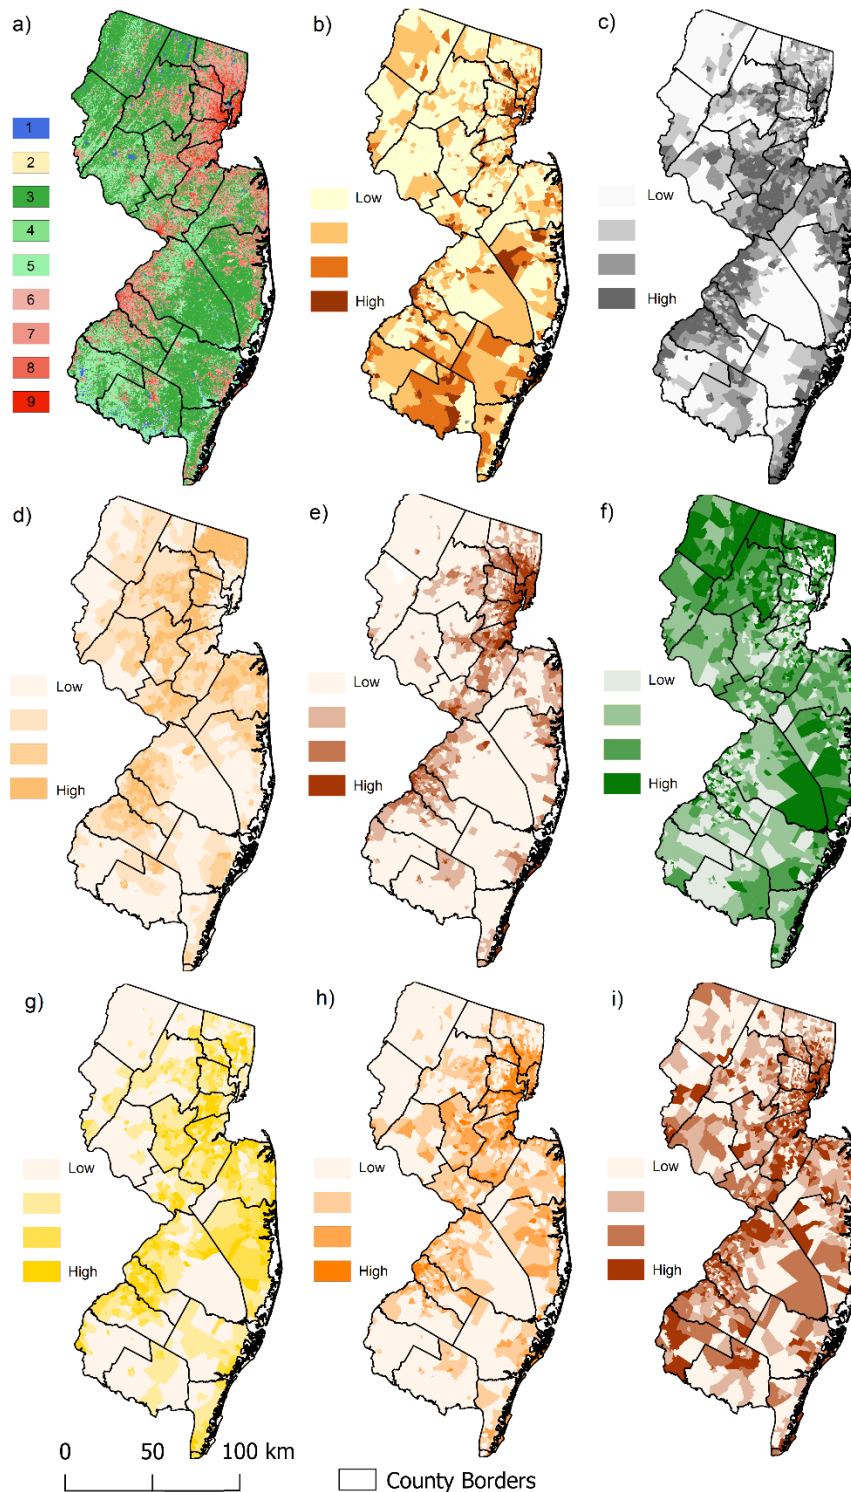 a)
b)
c)
1
2
3
4
5
6
7
8
9
Low
High
Low
High
d)
e)
f)
Low
High
Low
High
Low
High
g)
h)
i)
Low
High
Low
High
Low
High
0 50 100 km
County Borders